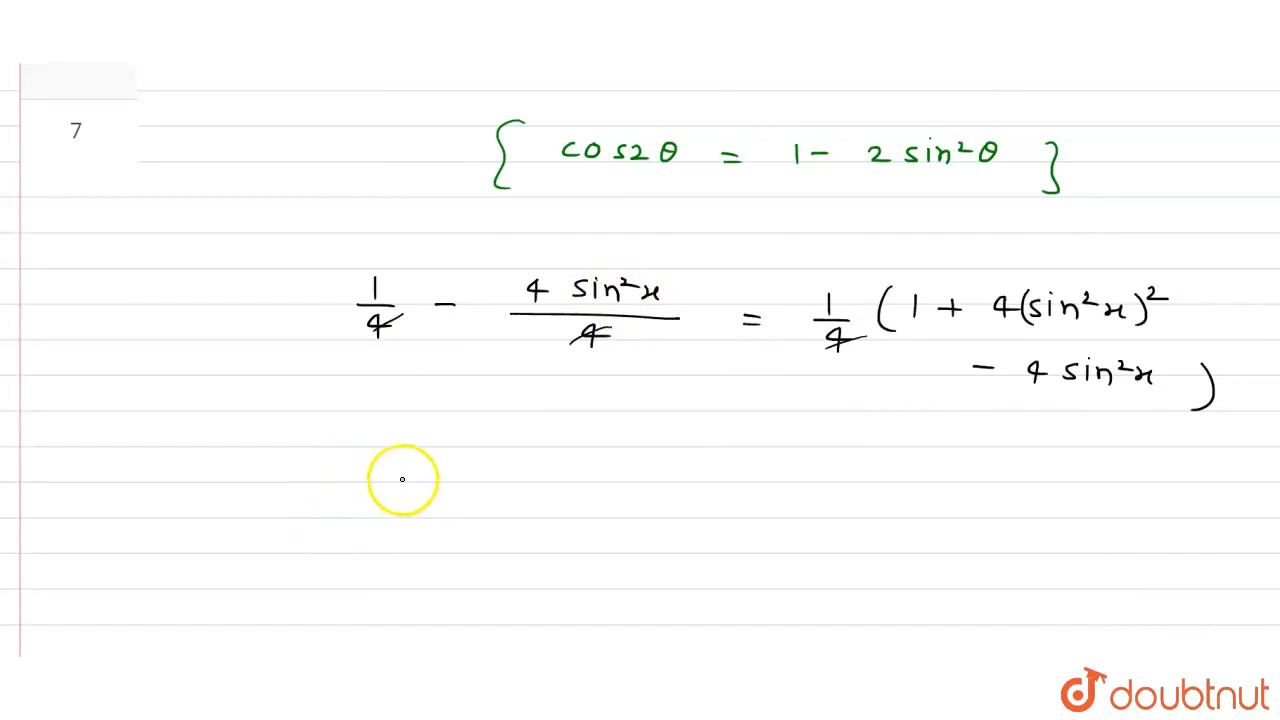 7
{ cos2θ = 1 - 2 sin²θ }
1/4 - 4 sin²x/4 = 1/4 (1 + 4(sin²x)²
- 4 sin²x )
doubtnut